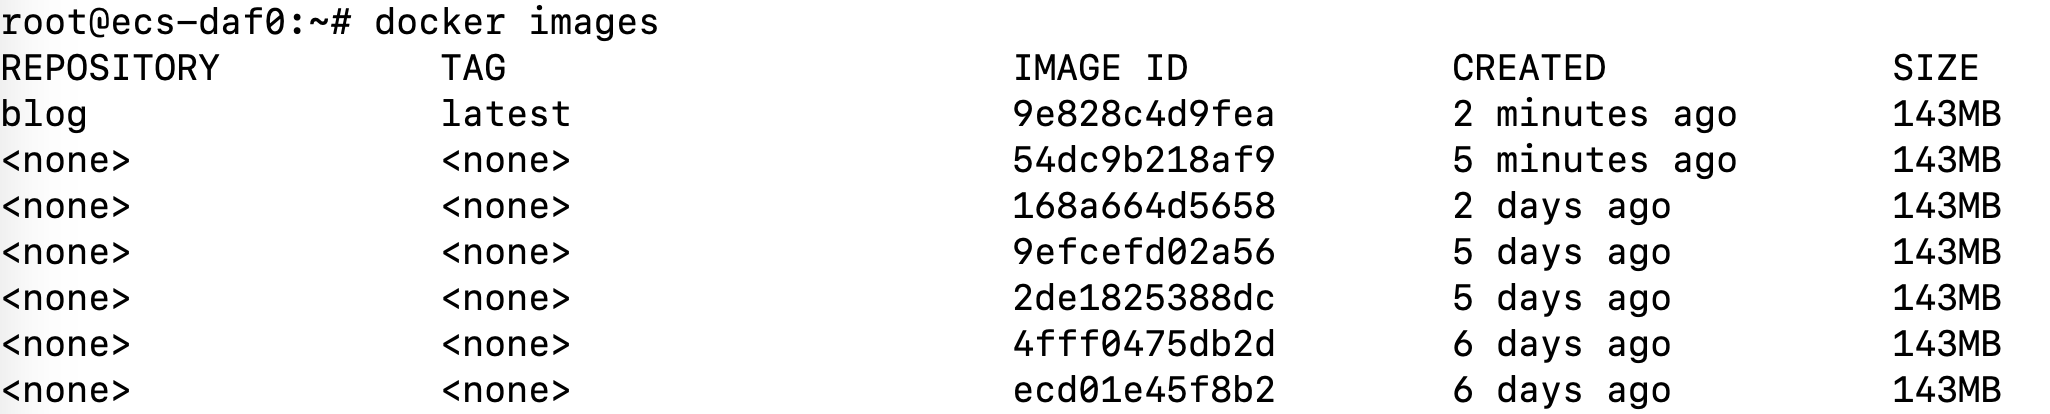 root@ecs-daf0:~# docker images
REPOSITORY TAG IMAGE ID CREATED SIZE
blog latest 9e828c4d9fea 2 minutes ago 143MB
<none> <none> 54dc9b218af9 5 minutes ago 143MB
<none> <none> 168a664d5658 2 days ago 143MB
<none> <none> 9efcefd02a56 5 days ago 143MB
<none> <none> 2de1825388dc 5 days ago 143MB
<none> <none> 4fff0475db2d 6 days ago 143MB
<none> <none> ecd01e45f8b2 6 days ago 143MB